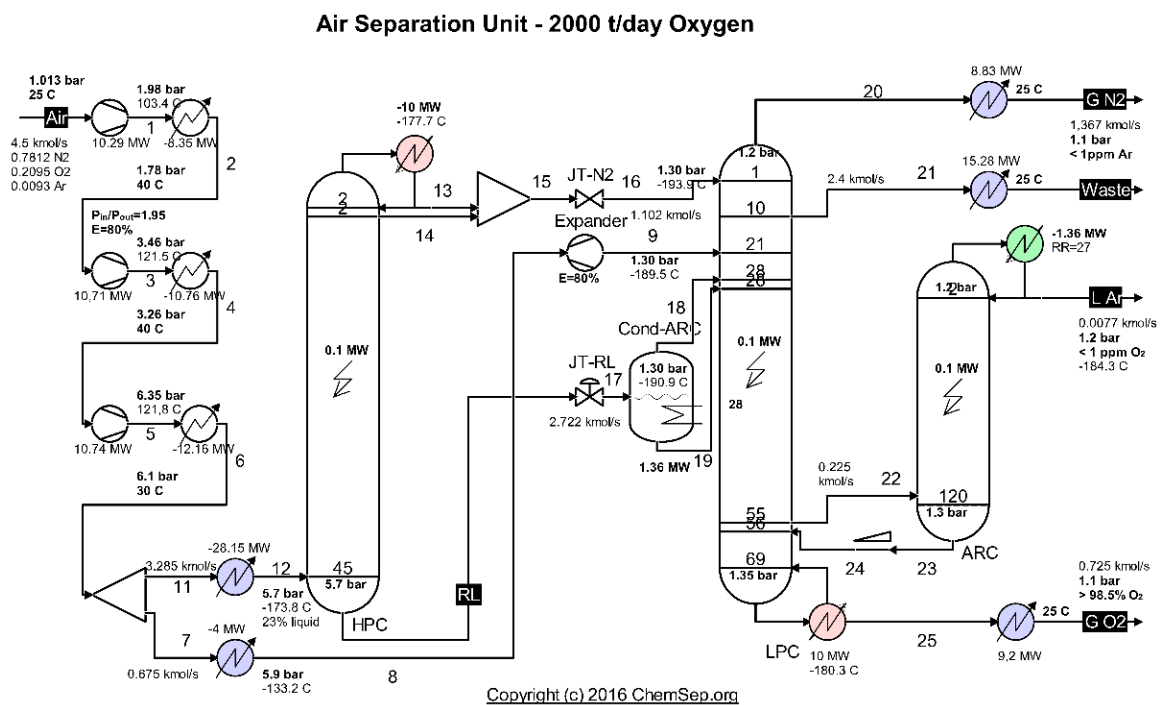 Air Separation Unit - 2000 t/day Oxygen
1.013 bar
25 C
Air
4.5 kmol/s
0.7812 N2
0.2095 O2
0.0093 Ar
10.29 MW
1.98 bar
103.4 C
1
-8.35 MW
2
1.78 bar
40 C
Pin/Pout=1.95
E=80%
10,71 MW
3.46 bar
121.5 C
3
-10.76 MW
4
3.26 bar
40 C
10.74 MW
6.35 bar
121,8 C
5
-12.16 MW
6
6.1 bar
30 C
3.285 kmol/s
11
-28.15 MW
12
5.7 bar
-173.8 C
23% liquid
7
0.675 kmol/s
-4 MW
5.9 bar
-133.2 C
8
-10 MW
-177.7 C
13
2
2
14
0.1 MW
45
5.7 bar
HPC
RL
15
JT-N2
16
1.30 bar
-193.9 C
1.102 kmol/s
Expander
E=80%
9
1.30 bar
-189.5 C
18
Cond-ARC
JT-RL
17
2.722 kmol/s
1.30 bar
-190.9 C
1.36 MW
19
1.2 bar
1
10
21
28
28
0.1 MW
28
55
56
69
1.35 bar
LPC
10 MW
-180.3 C
20
8.83 MW
25 C
G N2
1,367 kmol/s
1.1 bar
< 1ppm Ar
2.4 kmol/s
21
15.28 MW
25 C
Waste
-1.36 MW
RR=27
1.2 bar
2
L Ar
0.0077 kmol/s
1.2 bar
< 1 ppm O2
-184.3 C
0.1 MW
0.225
kmol/s
22
120
1.3 bar
ARC
24
23
25
9,2 MW
25 C
0.725 kmol/s
1.1 bar
> 98.5% O2
G O2
Copyright (c) 2016 ChemSep.org